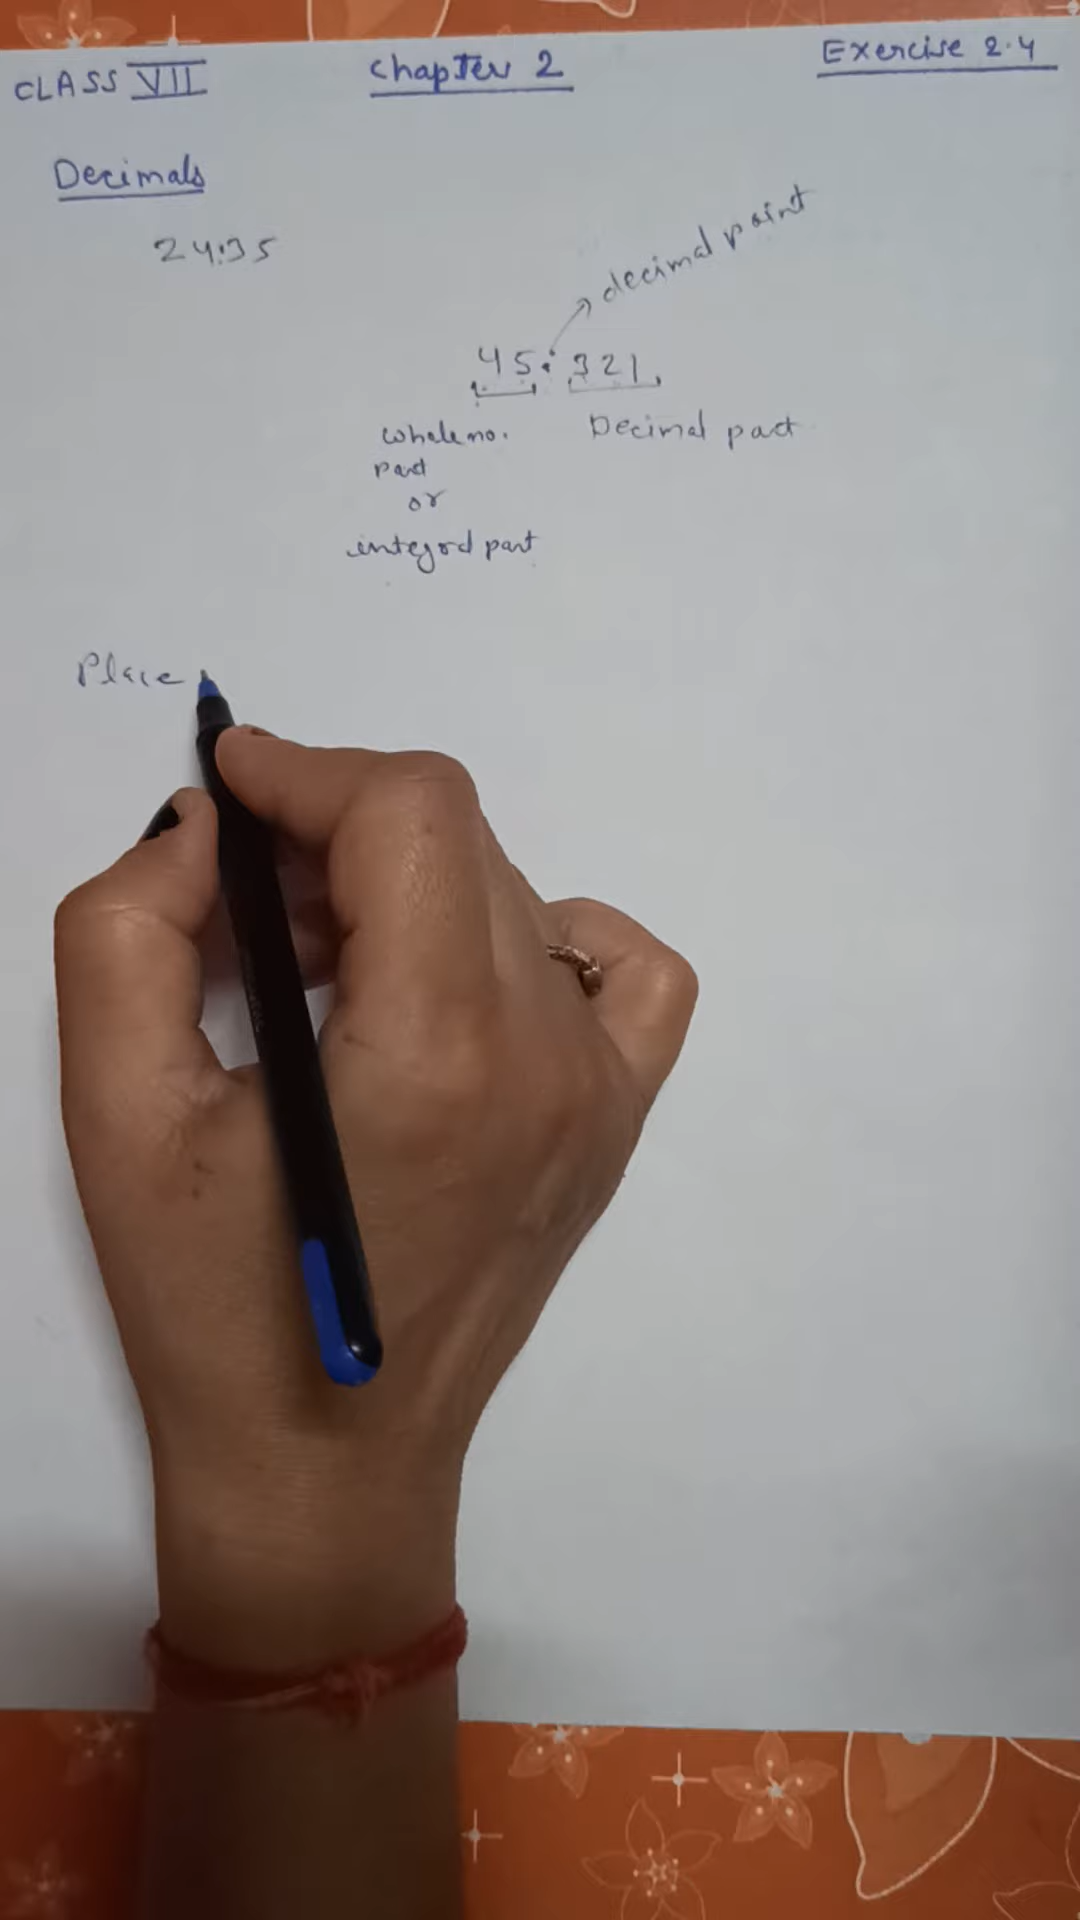 CLASS VII Chapter 2 Exercise 2.4
Decimals
24.35
decimal point
45.321
whole no. Decimal part
part
or
integral part
Place